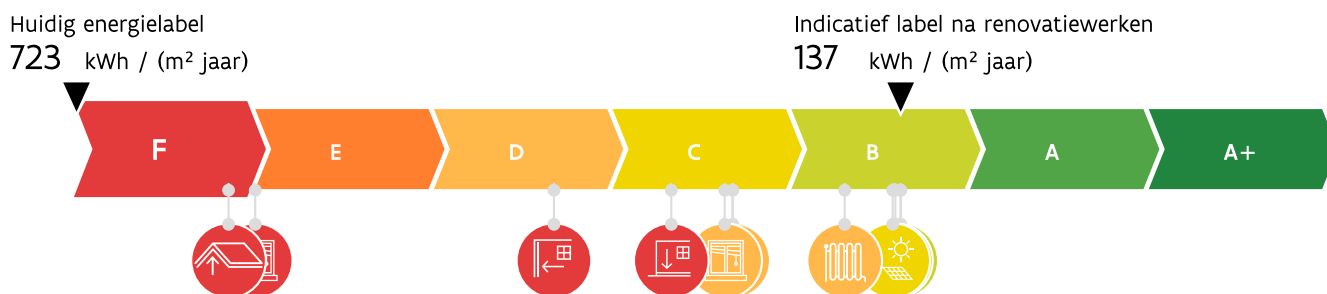 Huidig energielabel
723 kWh / (m² jaar)
Indicatief label na renovatiewerken
137 kWh / (m² jaar)
F E D C B A A+